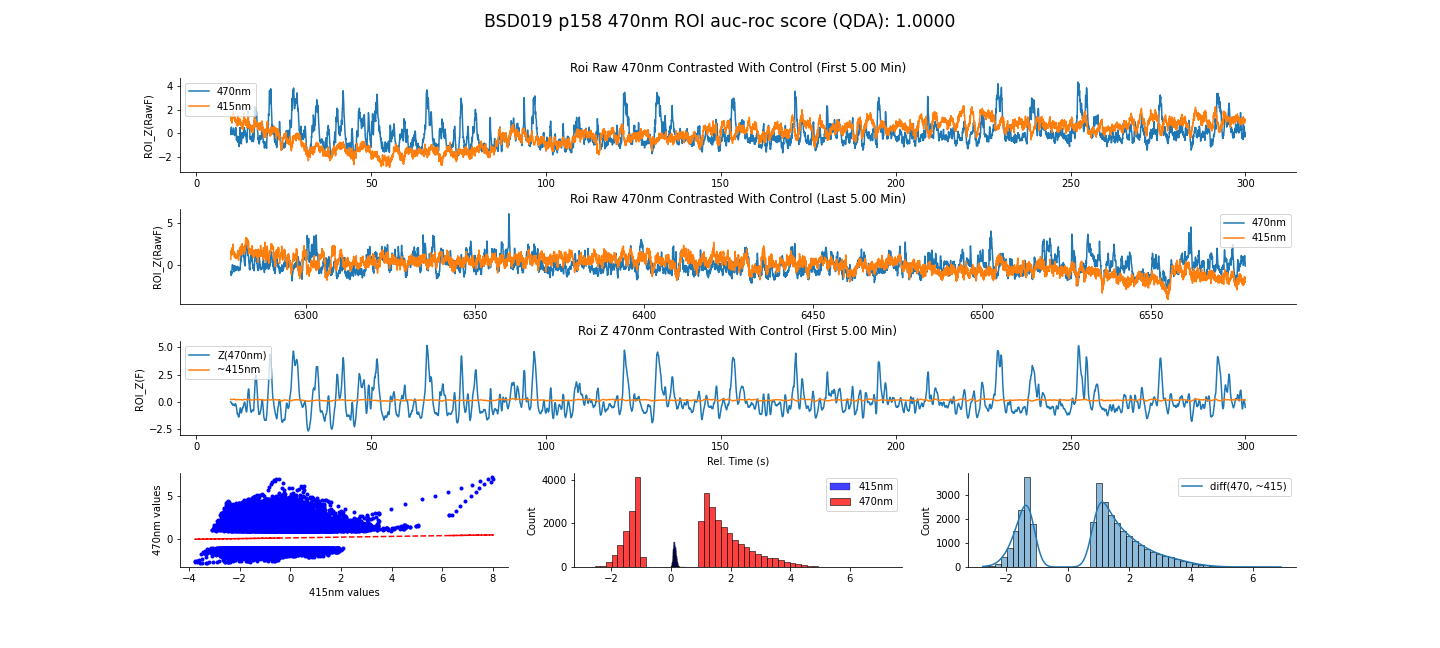 BSD019 p158 470nm ROI auc-roc score (QDA): 1.0000
Roi Raw 470nm Contrasted With Control (First 5.00 Min)
ROI_Z(RawF)
4
2
0
−2
470nm
415nm
0 50 100 150 200 250 300
Roi Raw 470nm Contrasted With Control (Last 5.00 Min)
ROI_Z(RawF)
5
0
470nm
415nm
6300 6350 6400 6450 6500 6550
Roi Z 470nm Contrasted With Control (First 5.00 Min)
ROI_Z(F)
5.0
2.5
0.0
−2.5
Z(470nm)
~415nm
0 50 100 150 200 250 300
Rel. Time (s)
470nm values
5
0
−4 −2 0 2 4 6 8
415nm values
Count
4000
2000
0
415nm
470nm
−2 0 2 4 6
Count
3000
2000
1000
0
diff(470, ~415)
−2 0 2 4 6